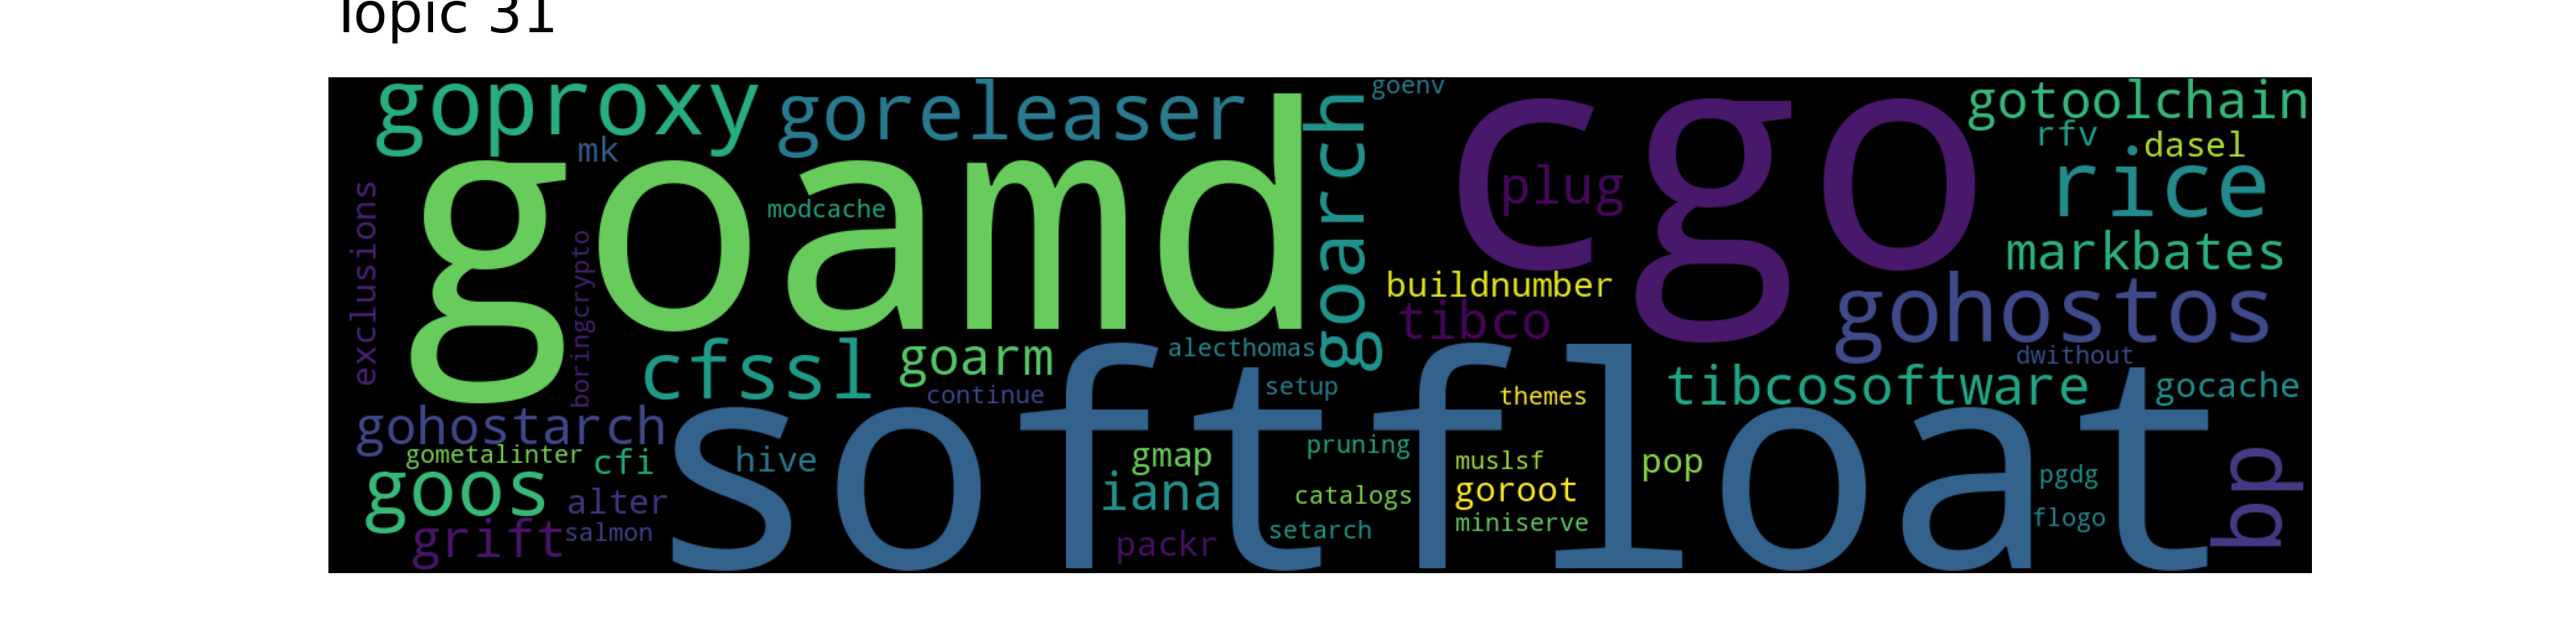 Topic 31
goproxy
goreleaser
goarch
goenv
cgo
gotoolchain
mk
rfv
dasel
goamd
modcache
plug
rice
exclusions
boringcrypto
markbates
buildnumber
tibco
gohostos
cfssl
goarm
alecthomas
dwithout
continue
setup
themes
tibcosoftware
gocache
gohostarch
softfloat
gometalinter
cfi
hive
gmap
pruning
muslsf
pop
bp
goos
alter
iana
catalogs
goroot
pgdg
grift
salmon
packr
setarch
miniserve
flogo